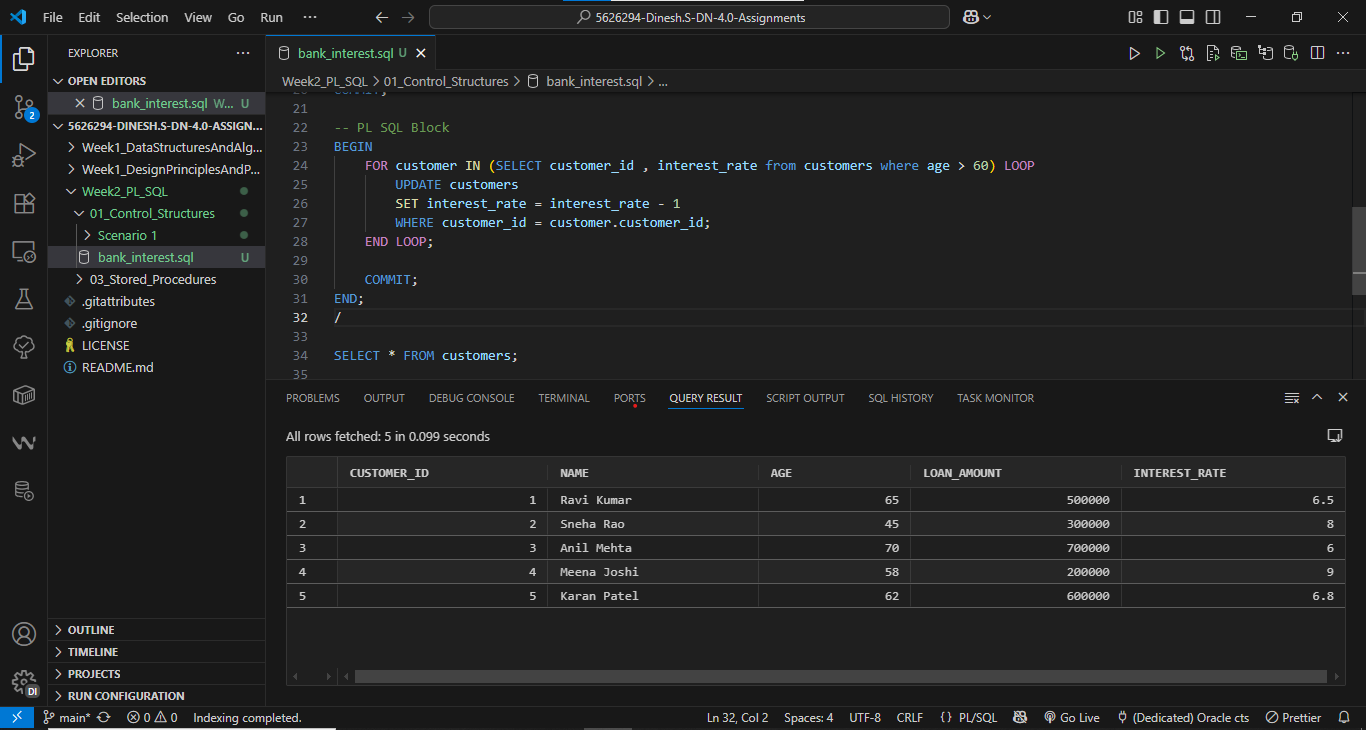 File Edit Selection View Go Run ···
5626294-Dinesh.S-DN-4.0-Assignments
EXPLORER
OPEN EDITORS
bank_interest.sql W... U
5626294-DINESH.S-DN-4.0-ASSIGN...
Week1_DataStructuresAndAlg...
Week1_DesignPrinciplesAndP...
Week2_PL_SQL
01_Control_Structures
Scenario 1
bank_interest.sql U
03_Stored_Procedures
.gitattributes
.gitignore
LICENSE
README.md
OUTLINE
TIMELINE
PROJECTS
RUN CONFIGURATION
2
DI
bank_interest.sql U
Week2_PL_SQL > 01_Control_Structures > bank_interest.sql > ...
20 COMMIT;
21
22 -- PL SQL Block
23 BEGIN
24 FOR customer IN (SELECT customer_id , interest_rate from customers where age > 60) LOOP
25 UPDATE customers
26 SET interest_rate = interest_rate - 1
27 WHERE customer_id = customer.customer_id;
28 END LOOP;
29
30 COMMIT;
31 END;
32 /
33
34 SELECT * FROM customers;
35
PROBLEMS OUTPUT DEBUG CONSOLE TERMINAL PORTS QUERY RESULT SCRIPT OUTPUT SQL HISTORY TASK MONITOR
All rows fetched: 5 in 0.099 seconds
CUSTOMER_ID NAME AGE LOAN_AMOUNT INTEREST_RATE
1 1 Ravi Kumar 65 500000 6.5
2 2 Sneha Rao 45 300000 8
3 3 Anil Mehta 70 700000 6
4 4 Meena Joshi 58 200000 9
5 5 Karan Patel 62 600000 6.8
main* 0 0 Indexing completed. Ln 32, Col 2 Spaces: 4 UTF-8 CRLF {} PL/SQL Go Live (Dedicated) Oracle cts Prettier